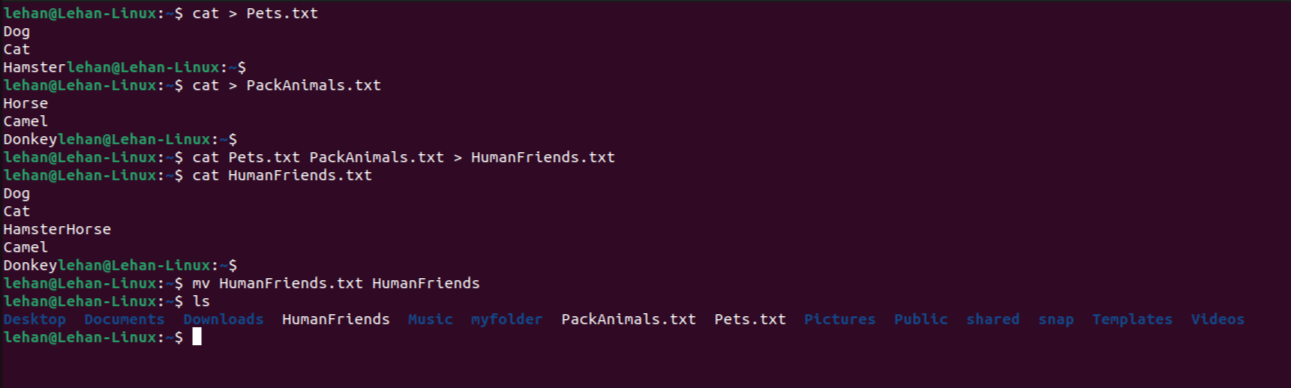 lehan@Lehan-Linux:~$ cat > Pets.txt
Dog
Cat
Hamsterlehan@Lehan-Linux:~$
lehan@Lehan-Linux:~$ cat > PackAnimals.txt
Horse
Camel
Donkeylehan@Lehan-Linux:~$
lehan@Lehan-Linux:~$ cat Pets.txt PackAnimals.txt > HumanFriends.txt
lehan@Lehan-Linux:~$ cat HumanFriends.txt
Dog
Cat
HamsterHorse
Camel
Donkeylehan@Lehan-Linux:~$
lehan@Lehan-Linux:~$ mv HumanFriends.txt HumanFriends
lehan@Lehan-Linux:~$ ls
Desktop  Documents  Downloads  HumanFriends  Music  myfolder  PackAnimals.txt  Pets.txt  Pictures  Public  shared  snap  Templates  Videos
lehan@Lehan-Linux:~$